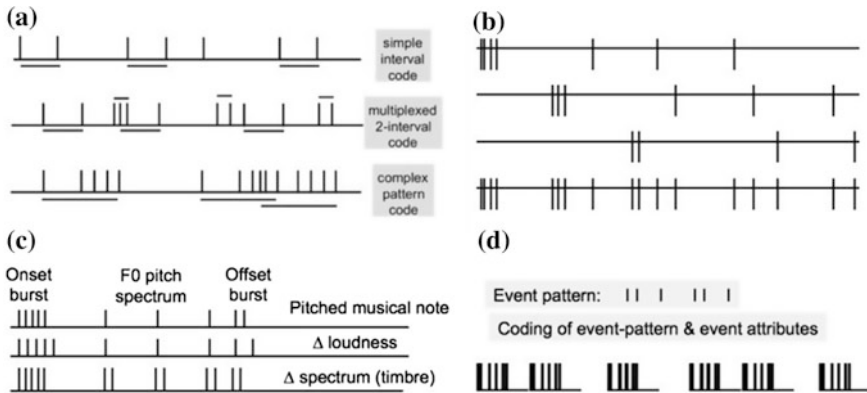 (a)
simple
interval
code
multiplexed
2-interval
code
complex
pattern
code
(b)
(c)
Onset
burst
F0 pitch
spectrum
Offset
burst
Pitched musical note
Δ loudness
Δ spectrum (timbre)
(d)
Event pattern:
Coding of event-pattern & event attributes